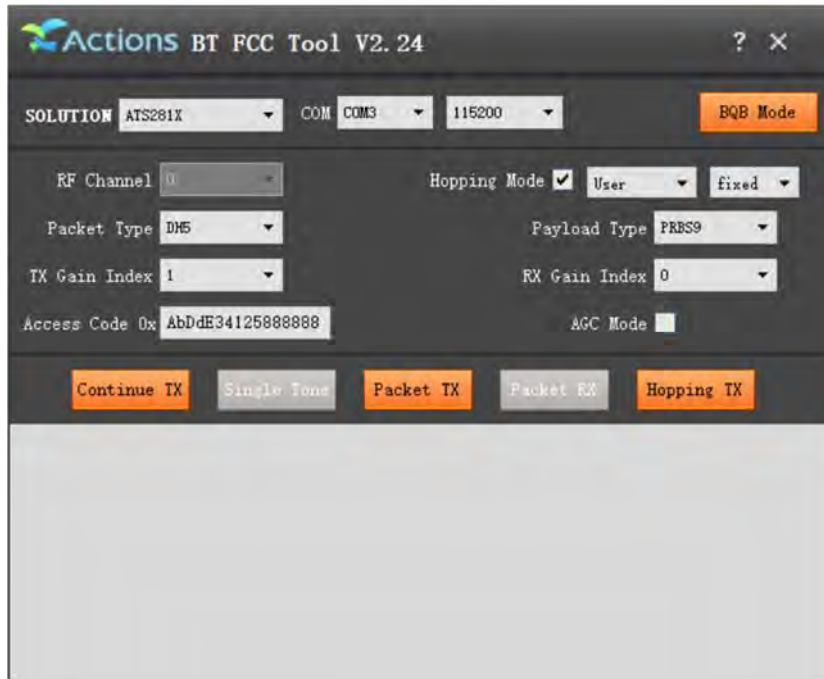 Actions BT FCC Tool V2.24 ? ×
SOLUTION ATS281X COM COM3 115200 BQB Mode
RF Channel 0 Hopping Mode User fixed
Packet Type DH5 Payload Type PRBS9
TX Gain Index 1 RX Gain Index 0
Access Code 0x AbDdE34125888888 AGC Mode
Continue TX Single Tone Packet TX Packet RX Hopping TX